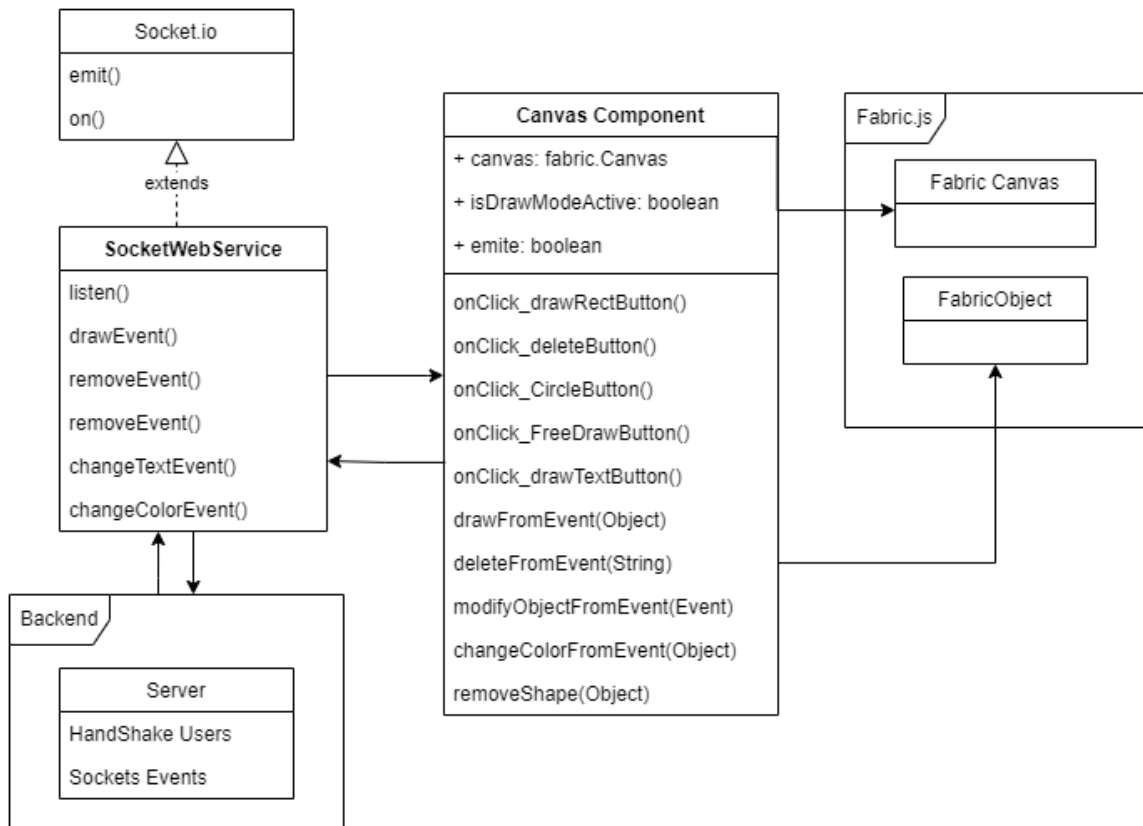 Socket.io
emit()
on()
extends
SocketWebService
listen()
drawEvent()
removeEvent()
removeEvent()
changeTextEvent()
changeColorEvent()
Backend
Server
HandShake Users
Sockets Events
Canvas Component
+ canvas: fabric.Canvas
+ isDrawModeActive: boolean
+ emite: boolean
onClick_drawRectButton()
onClick_deleteButton()
onClick_CircleButton()
onClick_FreeDrawButton()
onClick_drawTextButton()
drawFromEvent(Object)
deleteFromEvent(String)
modifyObjectFromEvent(Event)
changeColorFromEvent(Object)
removeShape(Object)
Fabric.js
Fabric Canvas
FabricObject